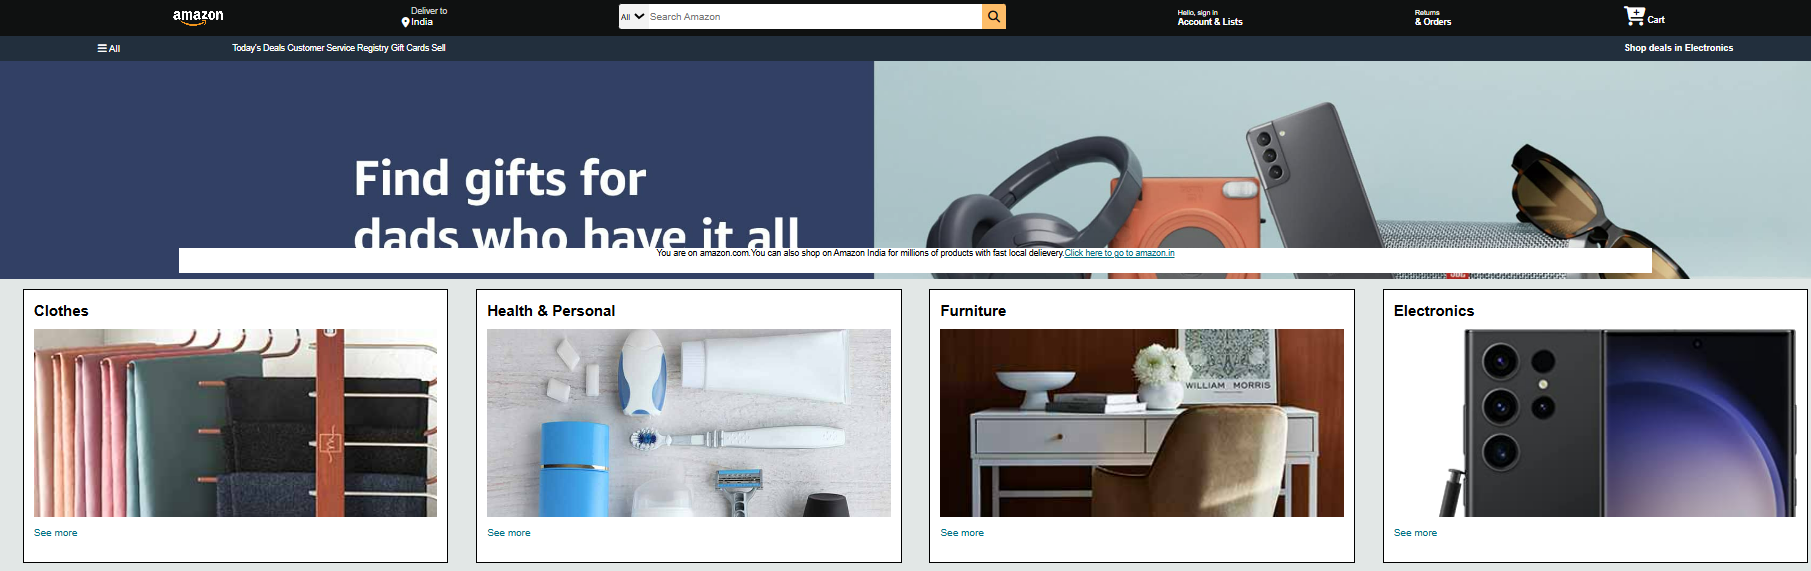 amazon
Deliver to
India
All
Search Amazon
Hello, sign in
Account & Lists
Returns
& Orders
Cart
All
Today's Deals Customer Service Registry Gift Cards Sell
Shop deals in Electronics
Find gifts for
dads who have it all
You are on amazon.com.You can also shop on Amazon India for millions of products with fast local delievery.Click here to go to amazon.in
JBL
Clothes
Health & Personal
Furniture
Electronics
WILLIAM MORRIS
See more
See more
See more
See more